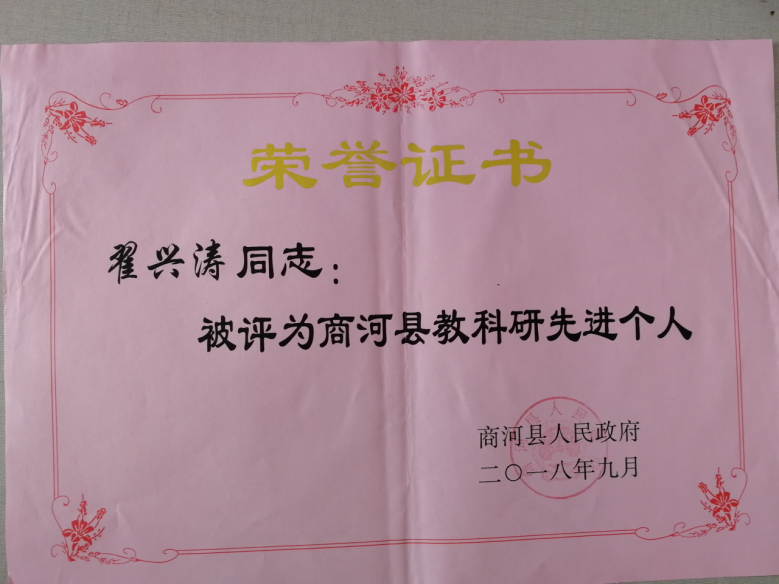 荣誉证书
翟兴涛同志：
被评为商河县教科研先进个人
商河县人民政府
二〇一八年九月